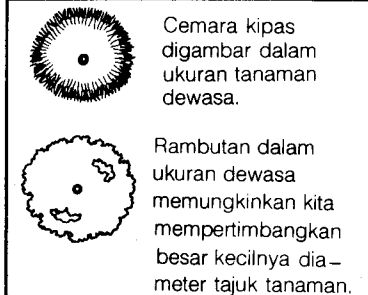 Cemara kipas
digambar dalam
ukuran tanaman
dewasa.
Rambutan dalam
ukuran dewasa
memungkinkan kita
mempertimbangkan
besar kecilnya dia–
meter tajuk tanaman.